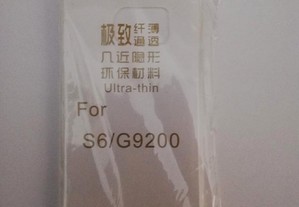 极致纤薄
通透
几近隐形
环保材料
Ultra-thin
For
S6/G9200